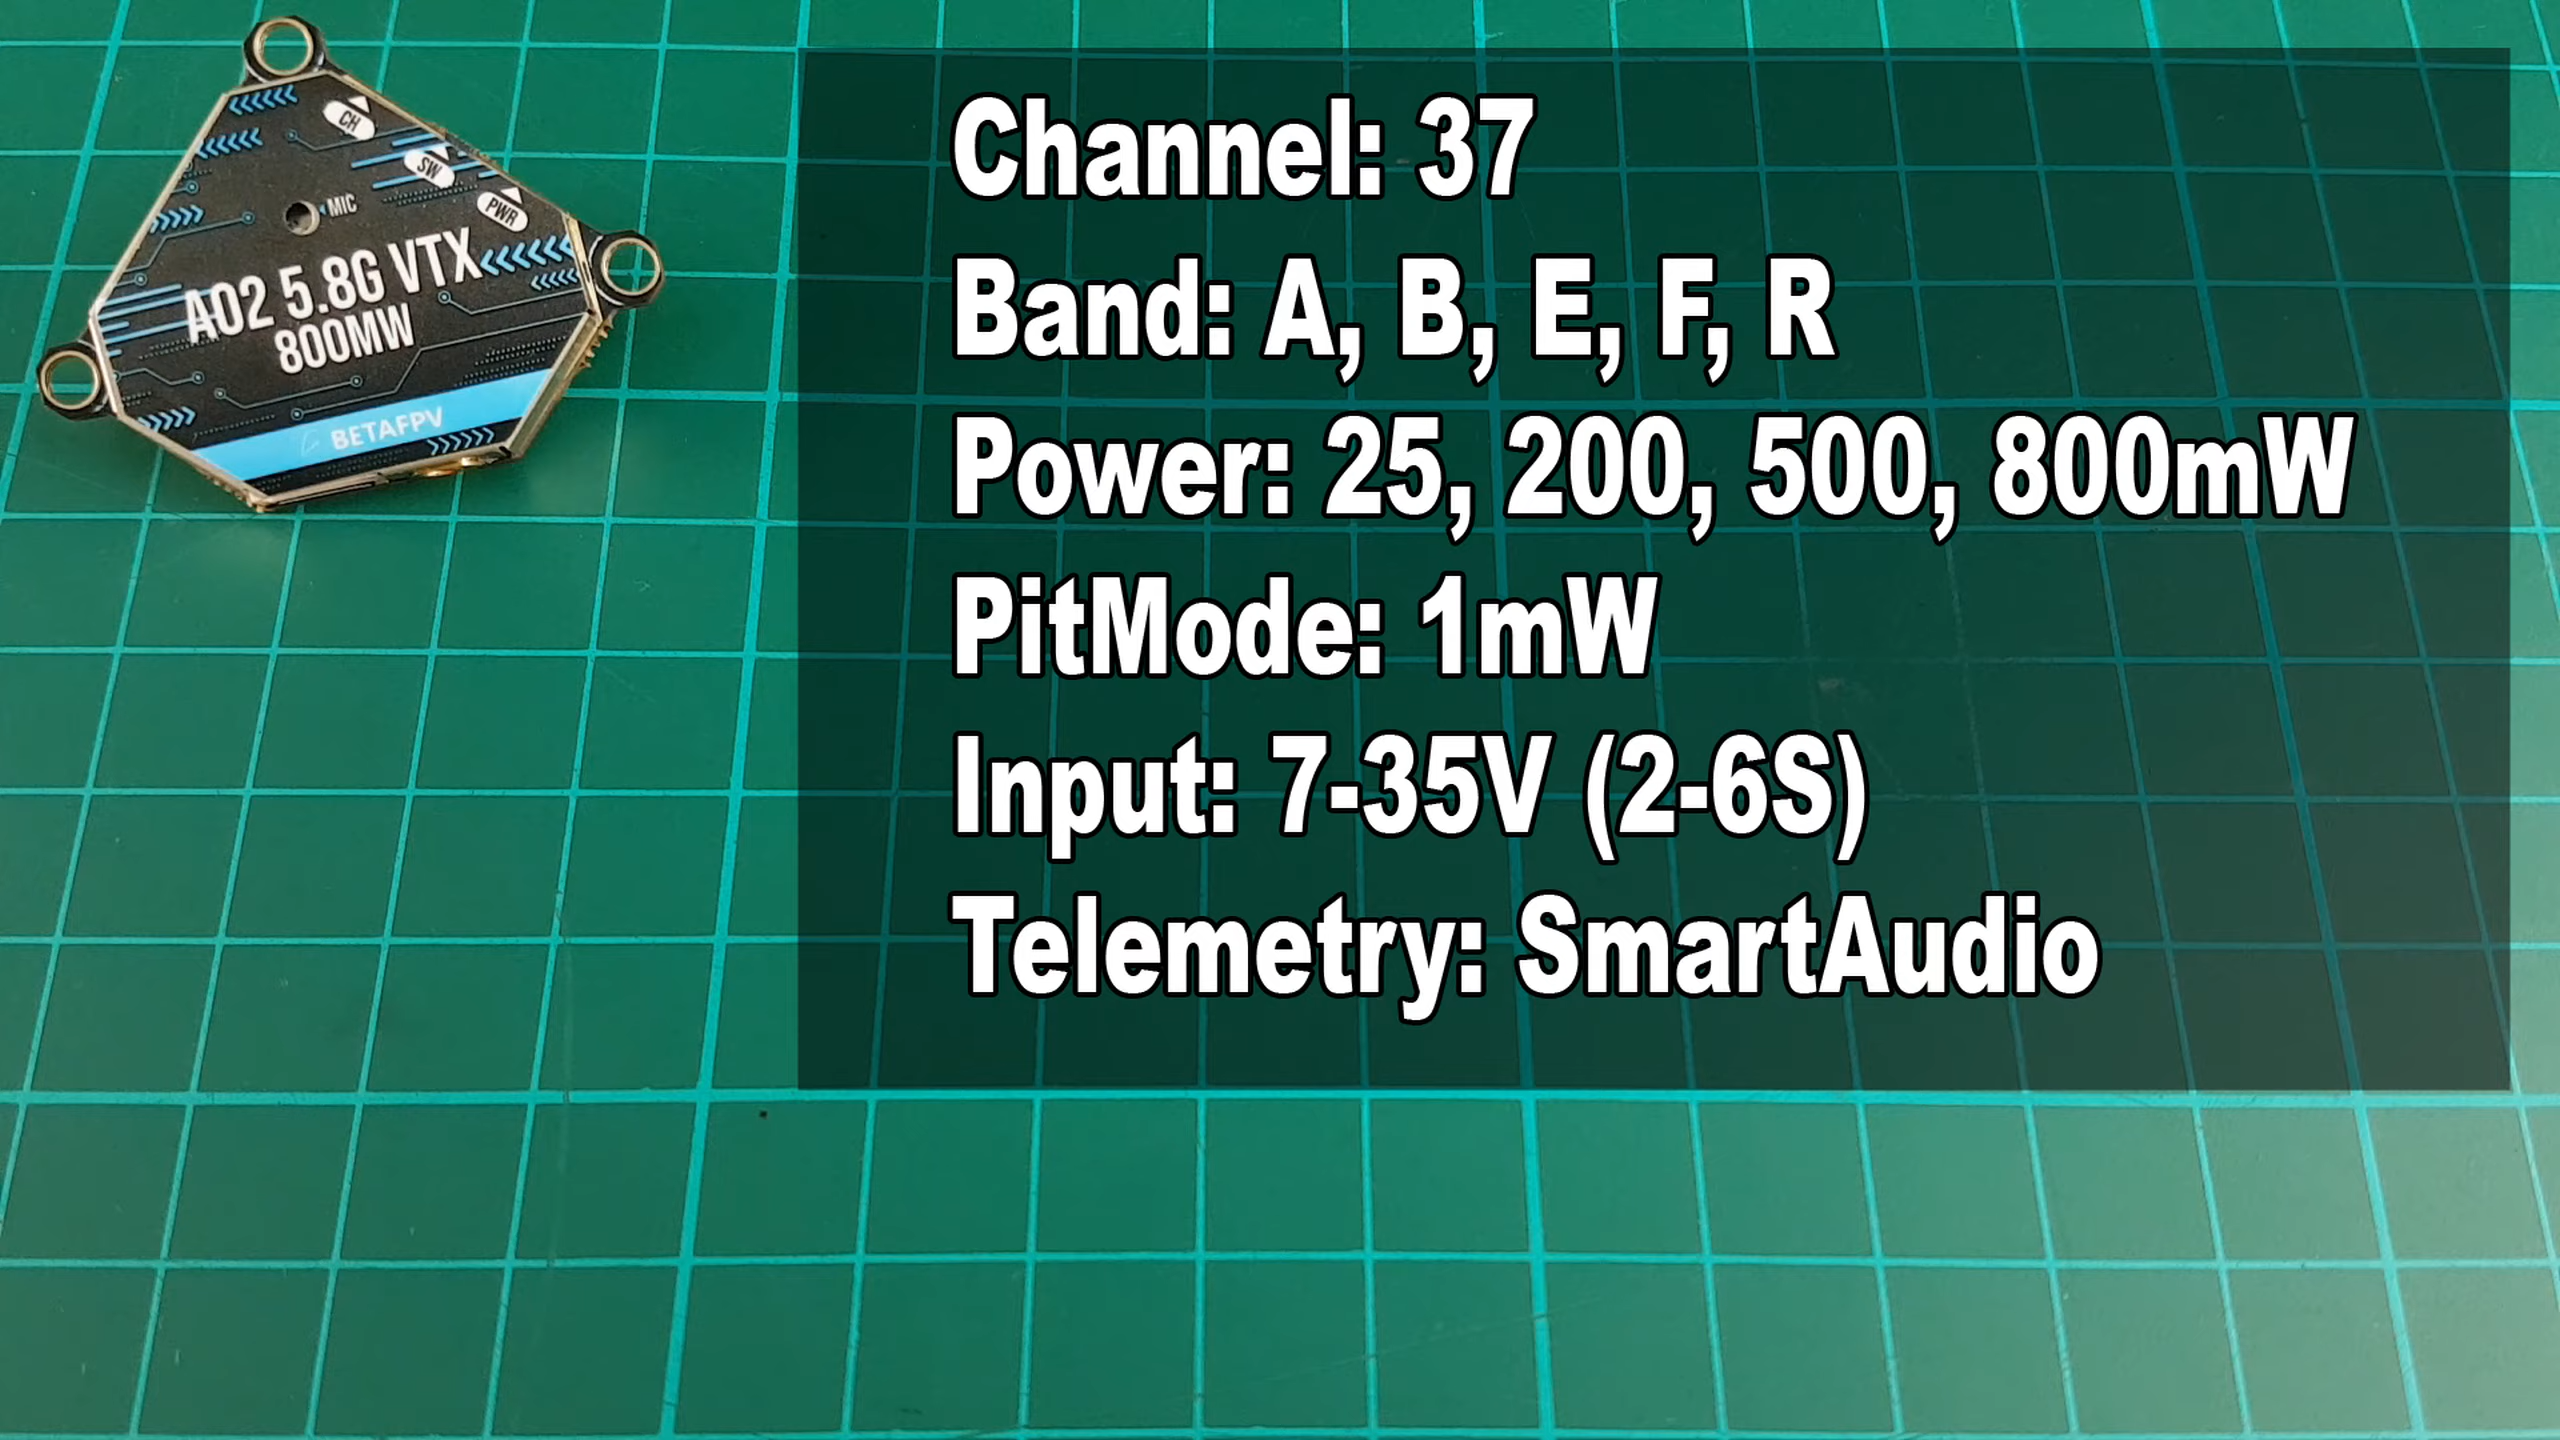 CH
SW
PWR
MIC
A02 5.8G VTX
800MW
BETAFPV
Channel: 37
Band: A, B, E, F, R
Power: 25, 200, 500, 800mW
PitMode: 1mW
Input: 7-35V (2-6S)
Telemetry: SmartAudio